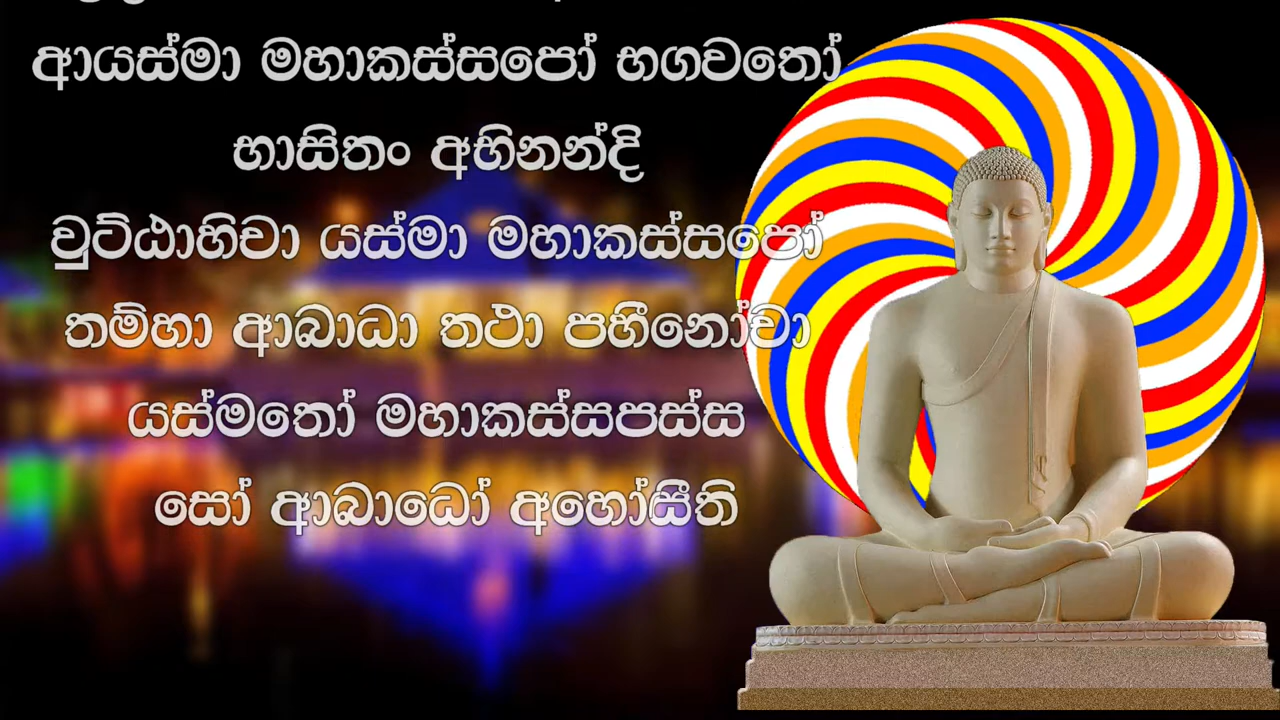 ආයස්මා මහාකස්සපෝ භගවතෝ
භාසිතං අභිනන්දි
වුට්ඨාහිචා යස්මා මහාකස්සපෝ
තම්හා ආබාධා තථා පහීනෝචා
යස්මතෝ මහාකස්සපස්ස
සෝ ආබාධෝ අහෝසීති